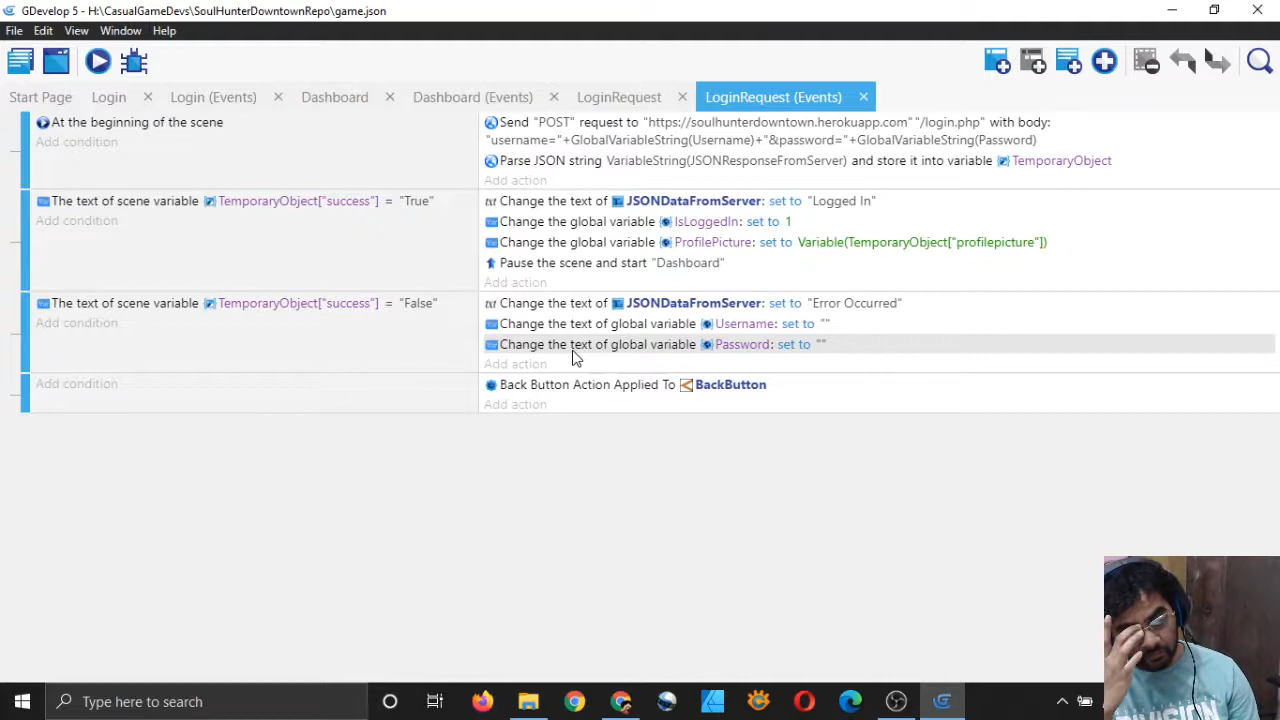 GDevelop 5 - H:\CasualGameDevs\SoulHunterDowntownRepo\game.json
File Edit View Window Help
Start Page Login × Login (Events) × Dashboard × Dashboard (Events) × LoginRequest × LoginRequest (Events) ×
At the beginning of the scene
Add condition
Send "POST" request to "https://soulhunterdowntown.herokuapp.com" "/login.php" with body:
"username="+GlobalVariableString(Username)+"&password="+GlobalVariableString(Password)
Parse JSON string VariableString(JSONResponseFromServer) and store it into variable TemporaryObject
Add action
The text of scene variable TemporaryObject["success"] = "True"
Add condition
Change the text of JSONDataFromServer: set to "Logged In"
Change the global variable IsLoggedIn: set to 1
Change the global variable ProfilePicture: set to Variable(TemporaryObject["profilepicture"])
Pause the scene and start "Dashboard"
Add action
The text of scene variable TemporaryObject["success"] = "False"
Add condition
Change the text of JSONDataFromServer: set to "Error Occurred"
Change the text of global variable Username: set to ""
Change the text of global variable Password: set to ""
Add action
Add condition
Back Button Action Applied To BackButton
Add action
Type here to search